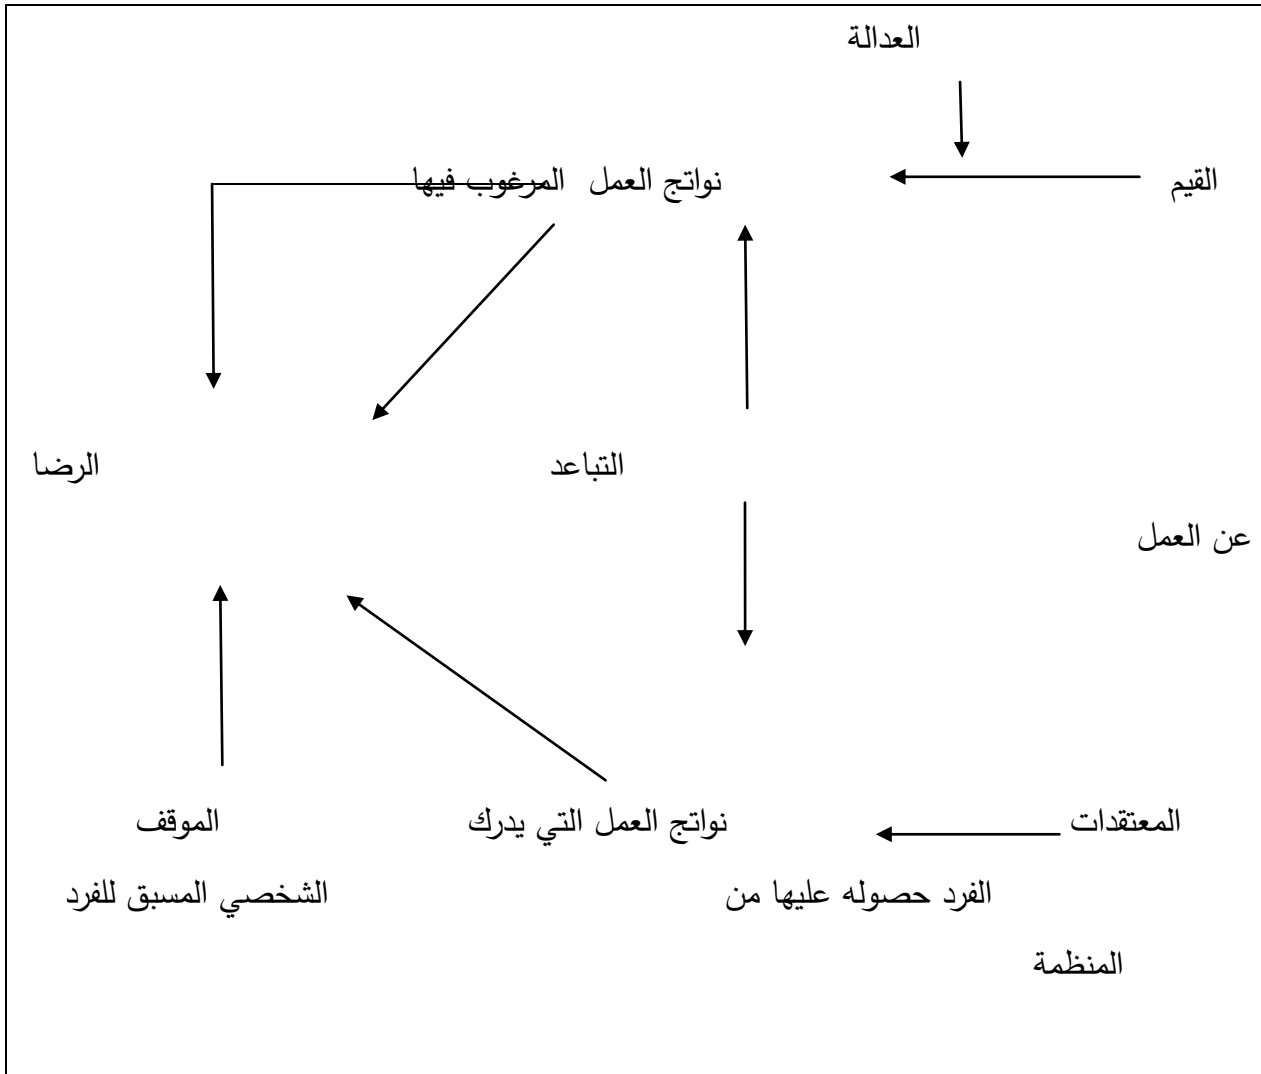 العدالة
القيم نواتج العمل المرغوب فيها
التباعد الرضا
عن العمل
المعتقدات نواتج العمل التي يدرك الموقف
الفرد حصوله عليها من الشخصي المسبق للفرد
المنظمة